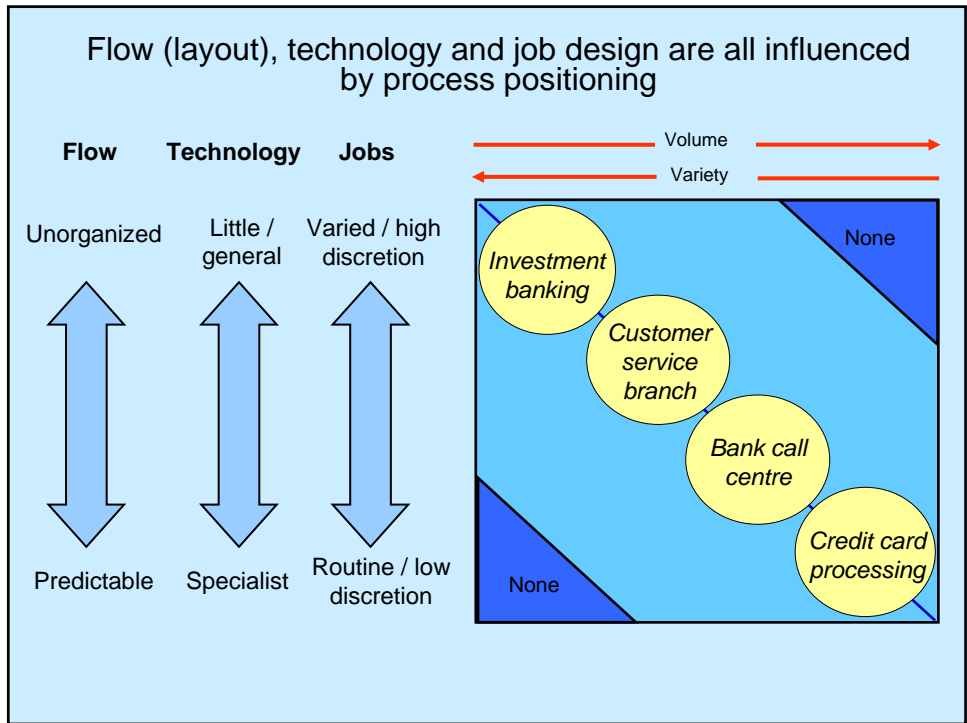 Flow (layout), technology and job design are all influenced
by process positioning
Flow
Technology
Jobs
Volume
Variety
Unorganized
Little /
general
Varied / high
discretion
Predictable
Specialist
Routine / low
discretion
None
Investment
banking
Customer
service
branch
Bank call
centre
Credit card
processing
None